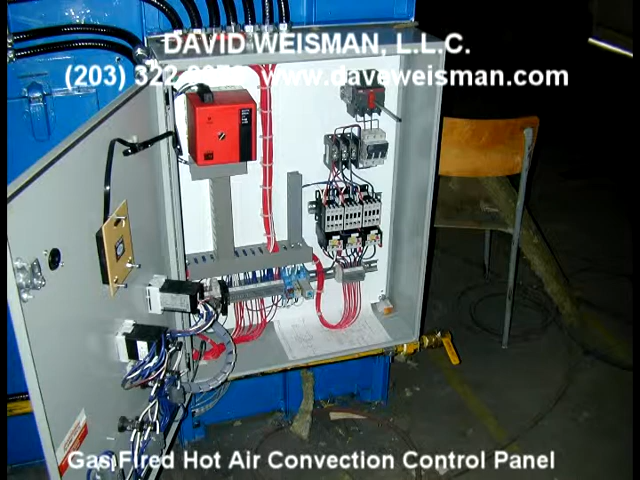 DAVID WEISMAN, L.L.C.
(203) 322 www.daveweisman.com
Gas Fired Hot Air Convection Control Panel